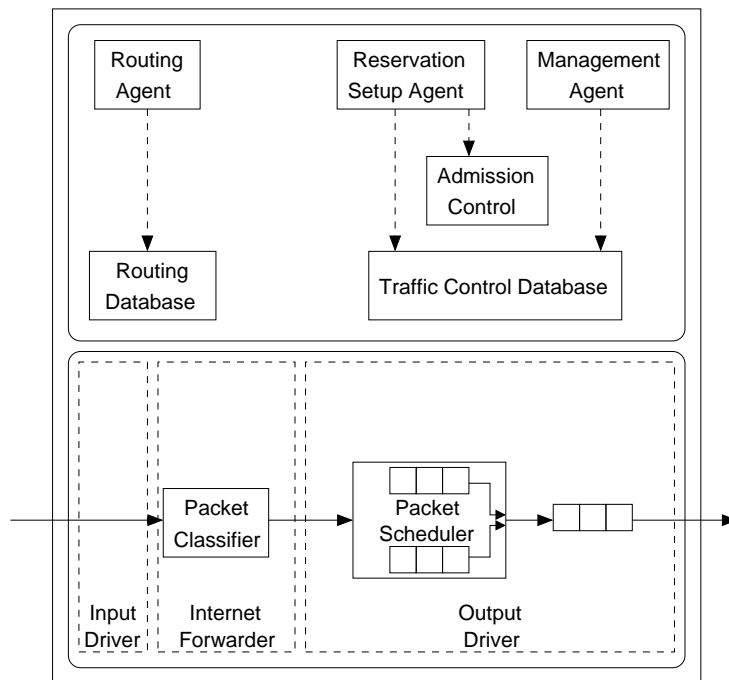 Routing
Agent
Reservation
Setup Agent
Management
Agent
Admission
Control
Routing
Database
Traffic Control Database
Packet
Classifier
Packet
Scheduler
Input
Driver
Internet
Forwarder
Output
Driver